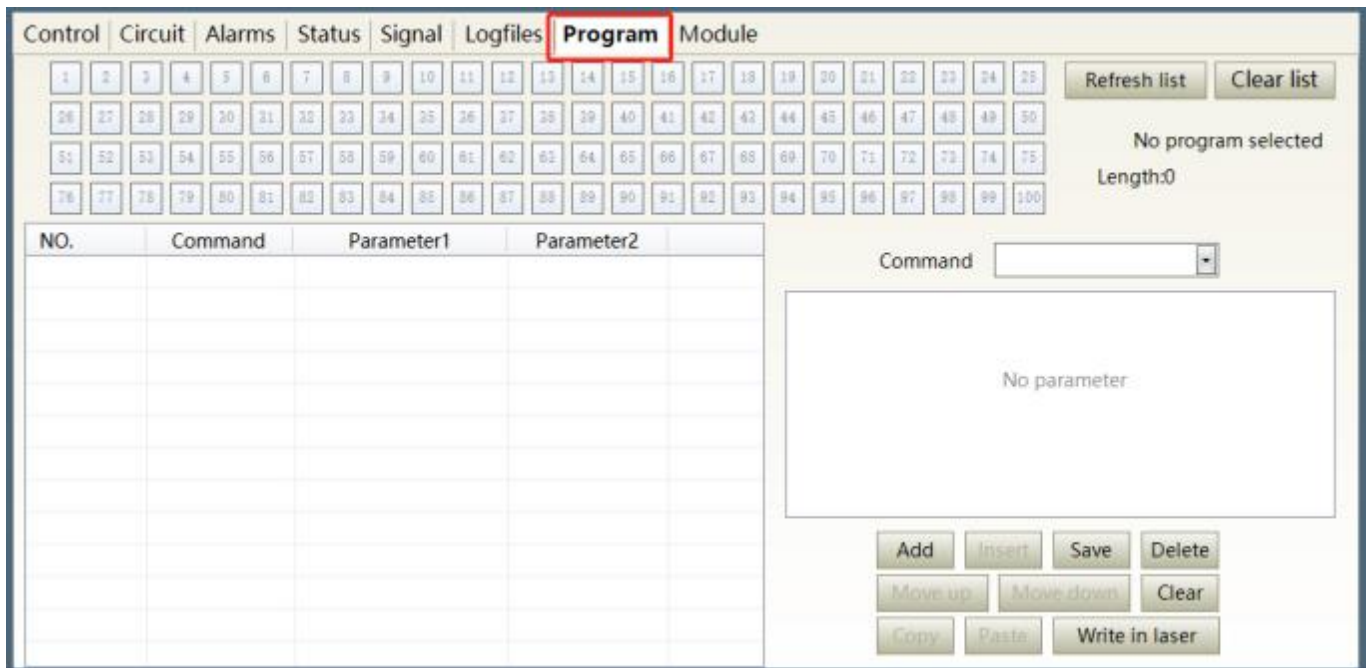 Control Circuit Alarms Status Signal Logfiles Program Module
1 2 3 4 5 6 7 8 9 10 11 12 13 14 15 16 17 18 19 20 21 22 23 24 25 Refresh list Clear list
26 27 28 29 30 31 32 33 34 35 36 37 38 39 40 41 42 43 44 45 46 47 48 49 50
No program selected
51 52 53 54 55 56 57 58 59 60 61 62 63 64 65 66 67 68 69 70 71 72 73 74 75
Length:0
76 77 78 79 80 81 82 83 84 85 86 87 88 89 90 91 92 93 94 95 96 97 98 99 100
NO. Command Parameter1 Parameter2
Command
No parameter
Add Insert Save Delete
Move up Move down Clear
Copy Paste Write in laser